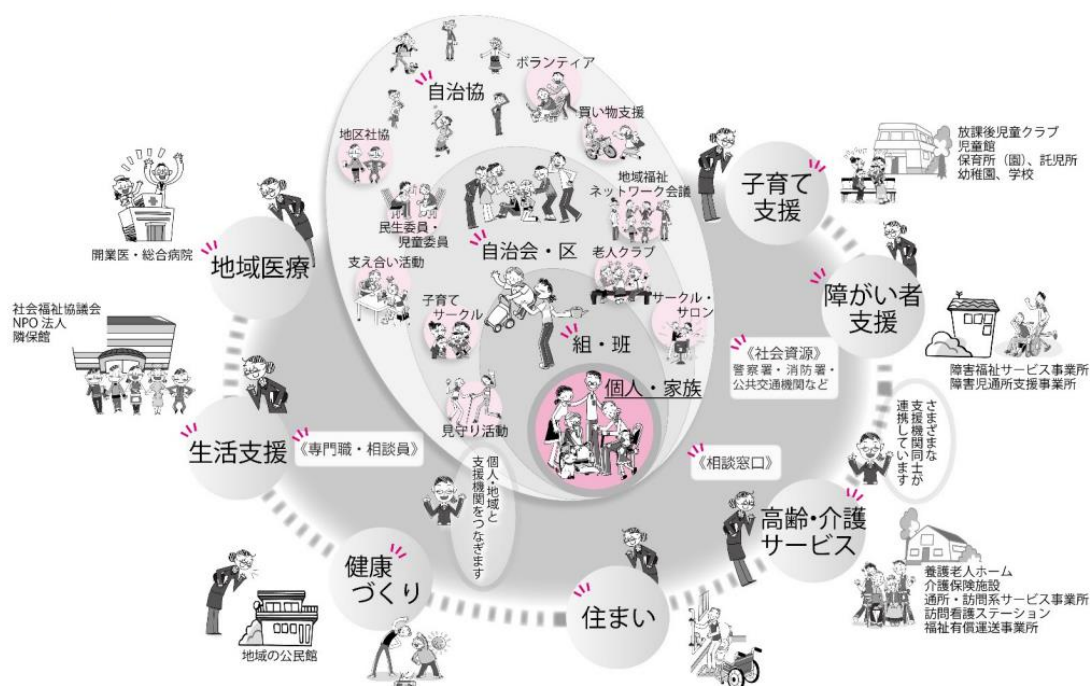 ボランティア
自治協
買い物支援
地区社協
地域福祉
ネットワーク会議
民生委員・
児童委員
自治会・区
支え合い活動
老人クラブ
子育て
サークル
サークル・
サロン
組・班
個人・家族
見守り活動
子育て
支援
放課後児童クラブ
児童館
保育所(園)、託児所
幼稚園、学校
開業医・総合病院
地域医療
障がい者
支援
社会福祉協議会
NPO 法人
隣保館
《社会資源》
警察署・消防署・
公共交通機関など
障害福祉サービス事業所
障害児通所支援事業所
さまざまな
支援機関同士が
連携しています
生活支援
《専門職・相談員》
《相談窓口》
個人・地域と
支援機関をつなぎます
高齢・介護
サービス
養護老人ホーム
介護保険施設
通所・訪問系サービス事業所
訪問看護ステーション
福祉有償運送事業所
健康
づくり
住まい
地域の公民館